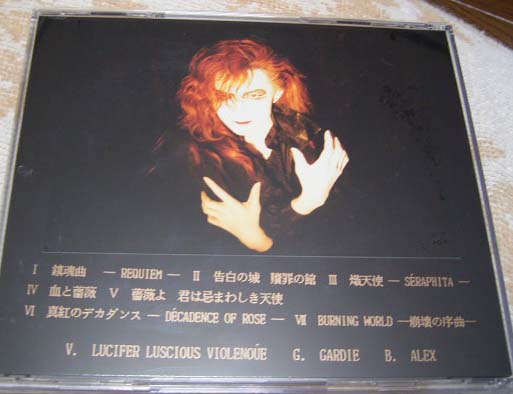 I 鎮魂曲 ― REQUIEM ― II 告白の城 贖罪の館 III 熾天使 ― SÉRAPHITA ―
IV 血と薔薇 V 薔薇よ 君は忌まわしき天使
VI 真紅のデカダンス ― DÉCADENCE OF ROSE ― VII BURNING WORLD ―崩壊の序曲―
V. LUCIFER LUSCIOUS VIOLENOÚE G. GARDIE B. ALEX